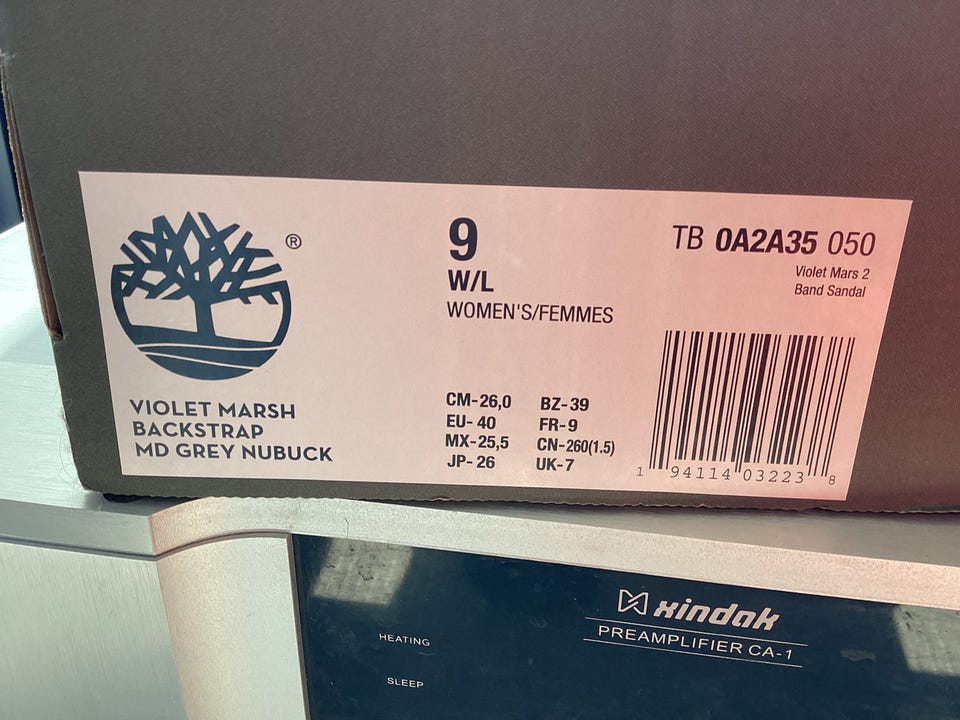 ®
VIOLET MARSH
BACKSTRAP
MD GREY NUBUCK
9
W/L
WOMEN'S/FEMMES
CM-26,0 BZ-39
EU- 40 FR-9
MX-25,5 CN-260(1.5)
JP- 26 UK-7
TB 0A2A35 050
Violet Mars 2
Band Sandal
1 94114 03223 8
xindak
PREAMPLIFIER CA-1
HEATING
SLEEP